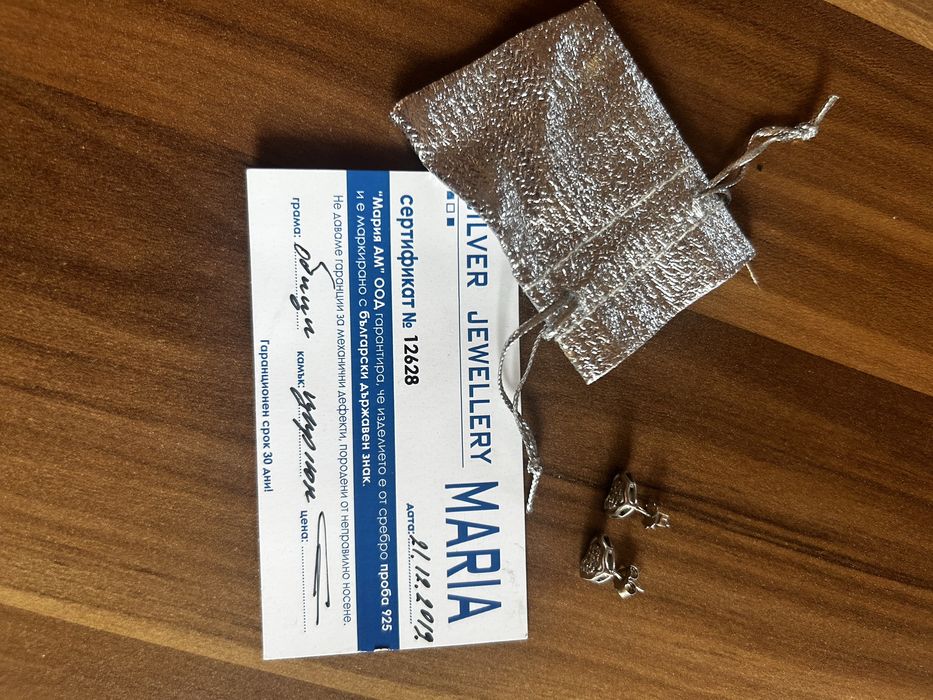 SILVER JEWELLERY MARIA
сертификат № 12628 дата: 21.12.2019.
"Мария АМ" ООД гарантира, че изделието е от сребро проба 925
и е маркирано с български държавен знак.
Не даваме гаранции за механични дефекти, породени от неправилно носене.
грама: обици камък: циркон цена:
Гаранционен срок 30 дни!